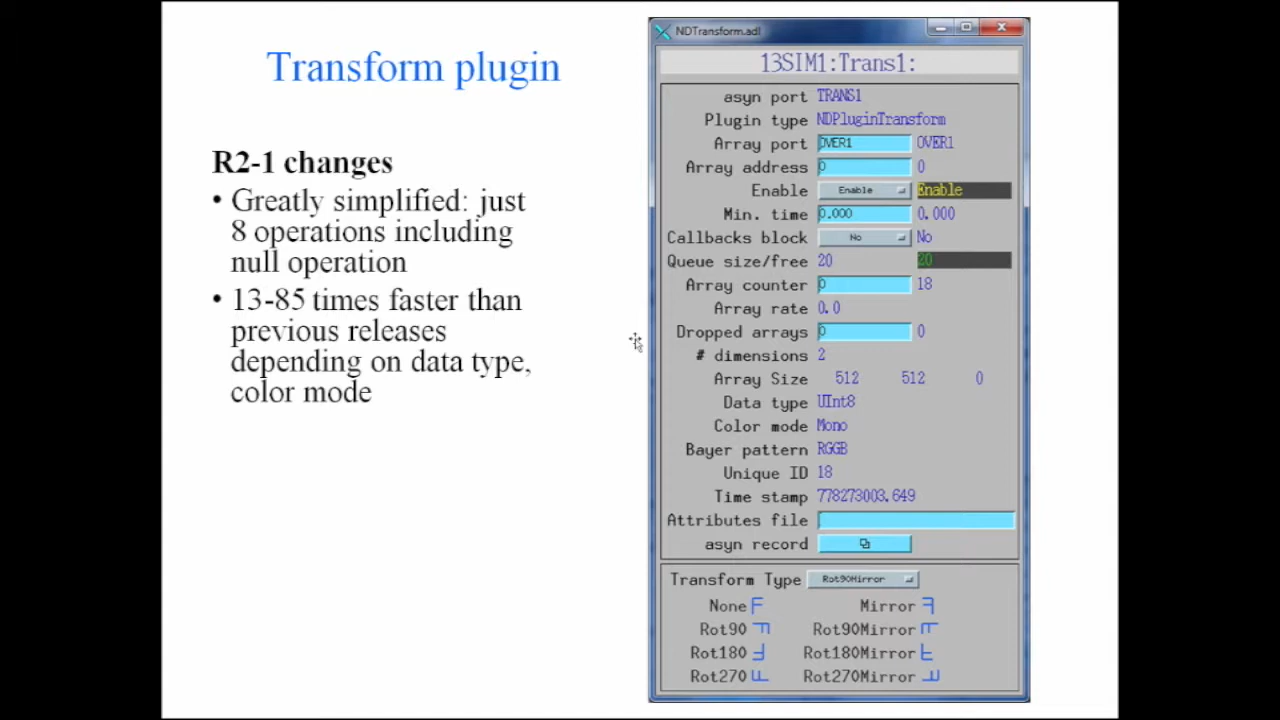 Transform plugin
R2-1 changes
• Greatly simplified: just
8 operations including
null operation
• 13-85 times faster than
previous releases
depending on data type,
color mode
NDTransform.adl
13SIM1:Trans1:
asyn port TRANS1
Plugin type NDPluginTransform
Array port OVER1 OVER1
Array address 0 0
Enable Enable Enable
Min. time 0.000 0.000
Callbacks block No No
Queue size/free 20 20
Array counter 0 18
Array rate 0.0
Dropped arrays 0 0
# dimensions 2
Array Size 512 512 0
Data type UInt8
Color mode Mono
Bayer pattern RGGB
Unique ID 18
Time stamp 778273003.649
Attributes file
asyn record
Transform Type Rot90Mirror
None Mirror
Rot90 Rot90Mirror
Rot180 Rot180Mirror
Rot270 Rot270Mirror